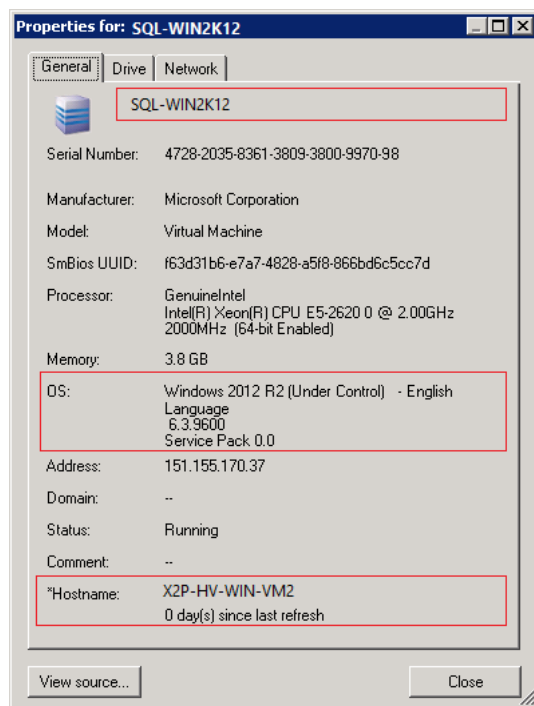 Properties for: SQL-WIN2K12
General Drive Network
SQL-WIN2K12
Serial Number: 4728-2035-8361-3809-3800-9970-98
Manufacturer: Microsoft Corporation
Model: Virtual Machine
SmBios UUID: f63d31b6-e7a7-4828-a5f8-866bd6c5cc7d
Processor: GenuineIntel
Intel(R) Xeon(R) CPU E5-2620 0 @ 2.00GHz
2000MHz (64-bit Enabled)
Memory: 3.8 GB
OS: Windows 2012 R2 (Under Control) - English
Language
6.3.9600
Service Pack 0.0
Address: 151.155.170.37
Domain: --
Status: Running
Comment: --
*Hostname: X2P-HV-WIN-VM2
0 day(s) since last refresh
View source... Close